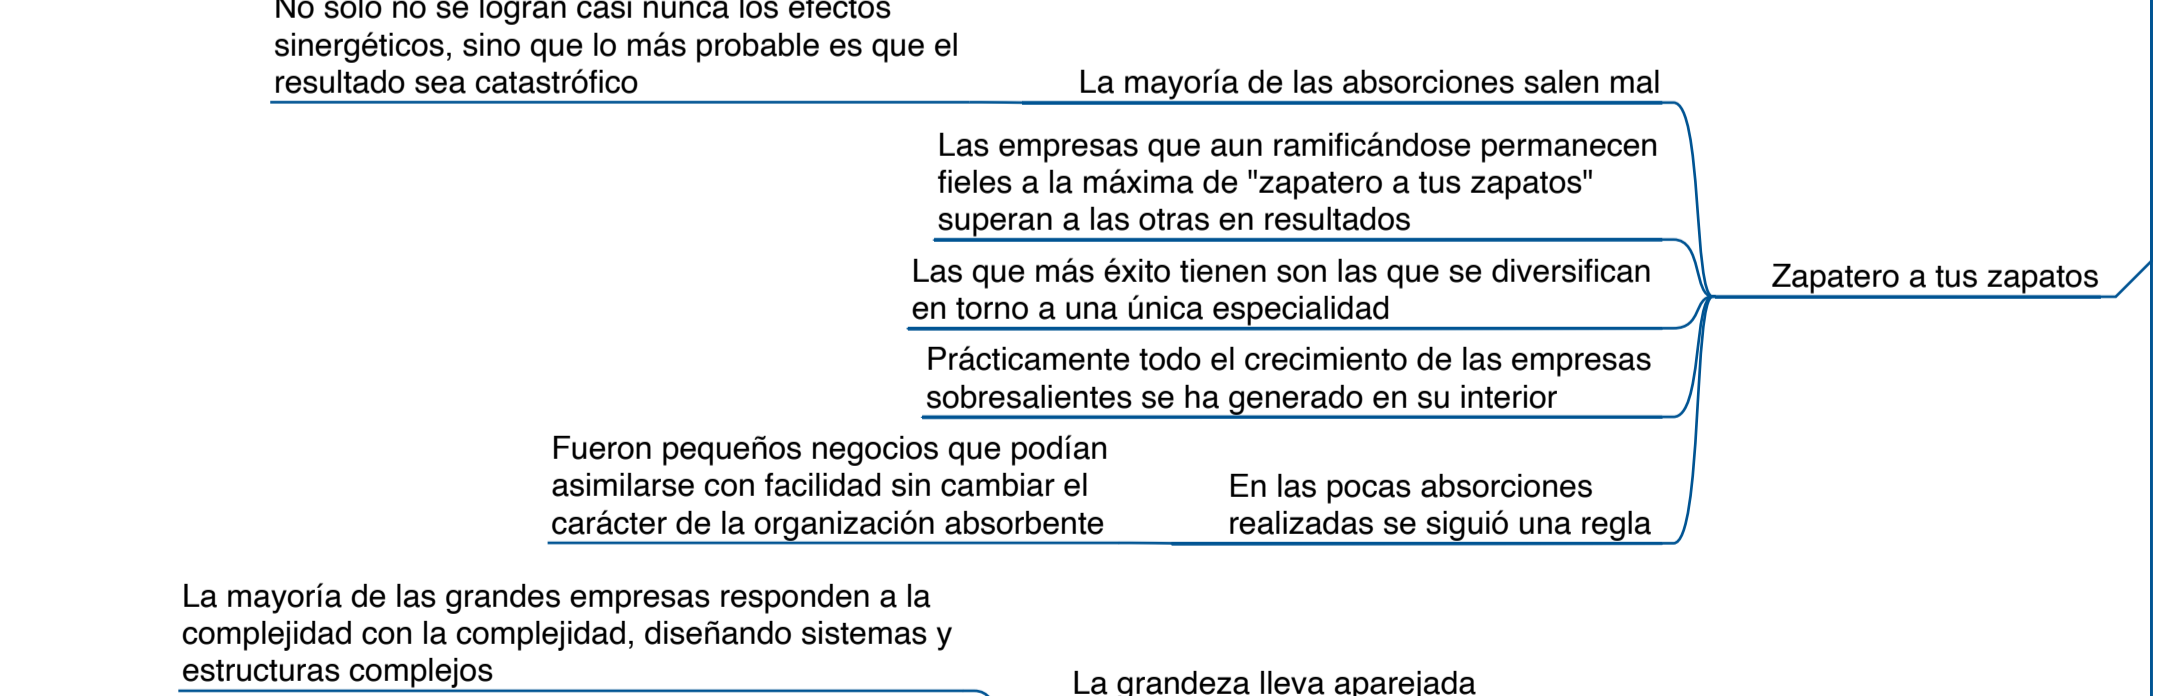 No sólo no se logran casi nunca los efectos
sinergéticos, sino que lo más probable es que el
resultado sea catastrófico
La mayoría de las absorciones salen mal
Las empresas que aun ramificándose permanecen
fieles a la máxima de "zapatero a tus zapatos"
superan a las otras en resultados
Las que más éxito tienen son las que se diversifican
en torno a una única especialidad
Zapatero a tus zapatos
Prácticamente todo el crecimiento de las empresas
sobresalientes se ha generado en su interior
Fueron pequeños negocios que podían
asimilarse con facilidad sin cambiar el
carácter de la organización absorbente
En las pocas absorciones
realizadas se siguió una regla
La mayoría de las grandes empresas responden a la
complejidad con la complejidad, diseñando sistemas y
estructuras complejos
La grandeza lleva aparejada